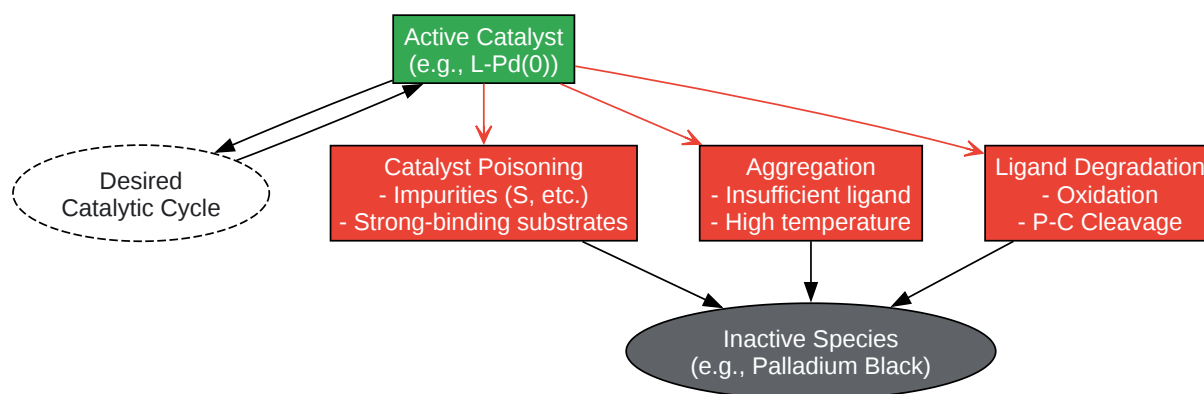 Active Catalyst
(e.g., L-Pd(0))
Desired
Catalytic Cycle
Catalyst Poisoning
- Impurities (S, etc.)
- Strong-binding substrates
Aggregation
- Insufficient ligand
- High temperature
Ligand Degradation
- Oxidation
- P-C Cleavage
Inactive Species
(e.g., Palladium Black)